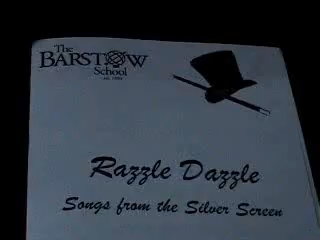 The
BARSTOW
School
Razzle Dazzle
Songs from the Silver Screen